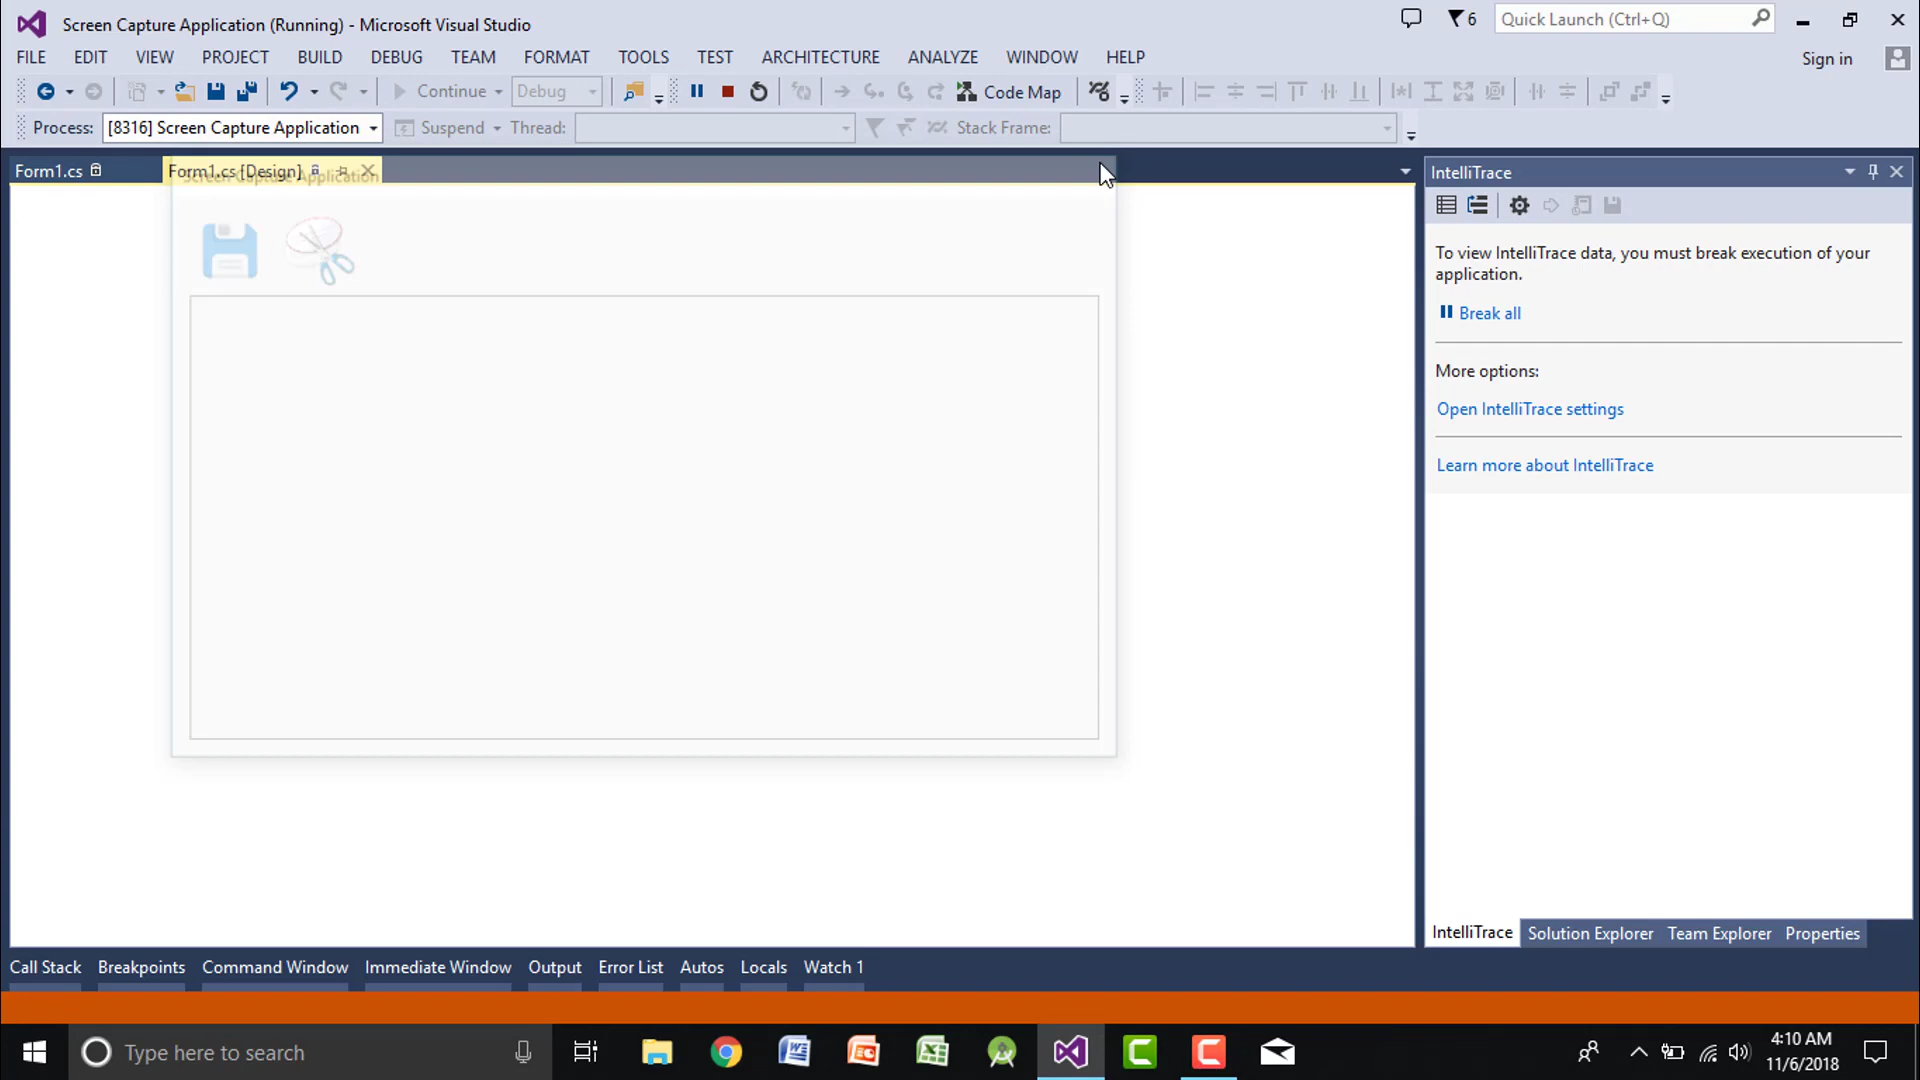 Screen Capture Application (Running) - Microsoft Visual Studio
6
Quick Launch (Ctrl+Q)
FILE EDIT VIEW PROJECT BUILD DEBUG TEAM FORMAT TOOLS TEST ARCHITECTURE ANALYZE WINDOW HELP
Sign in
Continue Debug Code Map
Process: [8316] Screen Capture Application Suspend Thread: Stack Frame:
Form1.cs Form1.cs [Design]
Screen Capture Application
IntelliTrace
To view IntelliTrace data, you must break execution of your
application.
Break all
More options:
Open IntelliTrace settings
Learn more about IntelliTrace
IntelliTrace Solution Explorer Team Explorer Properties
Call Stack Breakpoints Command Window Immediate Window Output Error List Autos Locals Watch 1
Type here to search
4:10 AM
11/6/2018